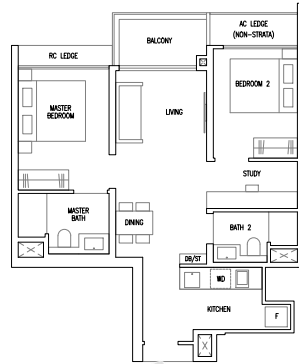 AC LEDGE
(NON-STRATA)
BALCONY
RC LEDGE
BEDROOM 2
MASTER
BEDROOM
LIVING
STUDY
MASTER
BATH
DINING
BATH 2
DB/ST
WD
KITCHEN
F